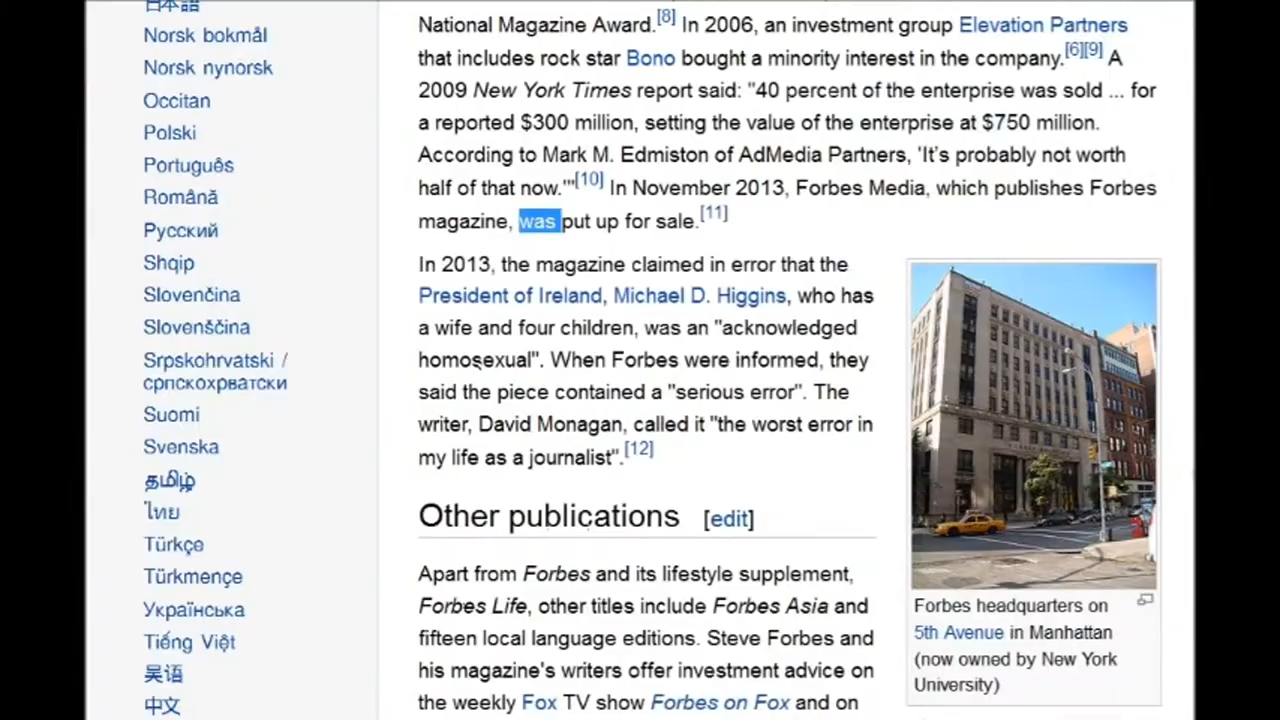 日本語
Norsk bokmål
Norsk nynorsk
Occitan
Polski
Português
Română
Русский
Shqip
Slovenčina
Slovenščina
Srpskohrvatski /
српскохрватски
Suomi
Svenska
தமிழ்
ไทย
Türkçe
Türkmençe
Українська
Tiếng Việt
吴语
中文
National Magazine Award.[8] In 2006, an investment group Elevation Partners
that includes rock star Bono bought a minority interest in the company.[6][9] A
2009 New York Times report said: "40 percent of the enterprise was sold ... for
a reported $300 million, setting the value of the enterprise at $750 million.
According to Mark M. Edmiston of AdMedia Partners, 'It's probably not worth
half of that now.'"[10] In November 2013, Forbes Media, which publishes Forbes
magazine, was put up for sale.[11]
In 2013, the magazine claimed in error that the
President of Ireland, Michael D. Higgins, who has
a wife and four children, was an "acknowledged
homosexual". When Forbes were informed, they
said the piece contained a "serious error". The
writer, David Monagan, called it "the worst error in
my life as a journalist".[12]
Other publications [edit]
Apart from Forbes and its lifestyle supplement,
Forbes Life, other titles include Forbes Asia and
fifteen local language editions. Steve Forbes and
his magazine's writers offer investment advice on
the weekly Fox TV show Forbes on Fox and on
Forbes headquarters on
5th Avenue in Manhattan
(now owned by New York
University)